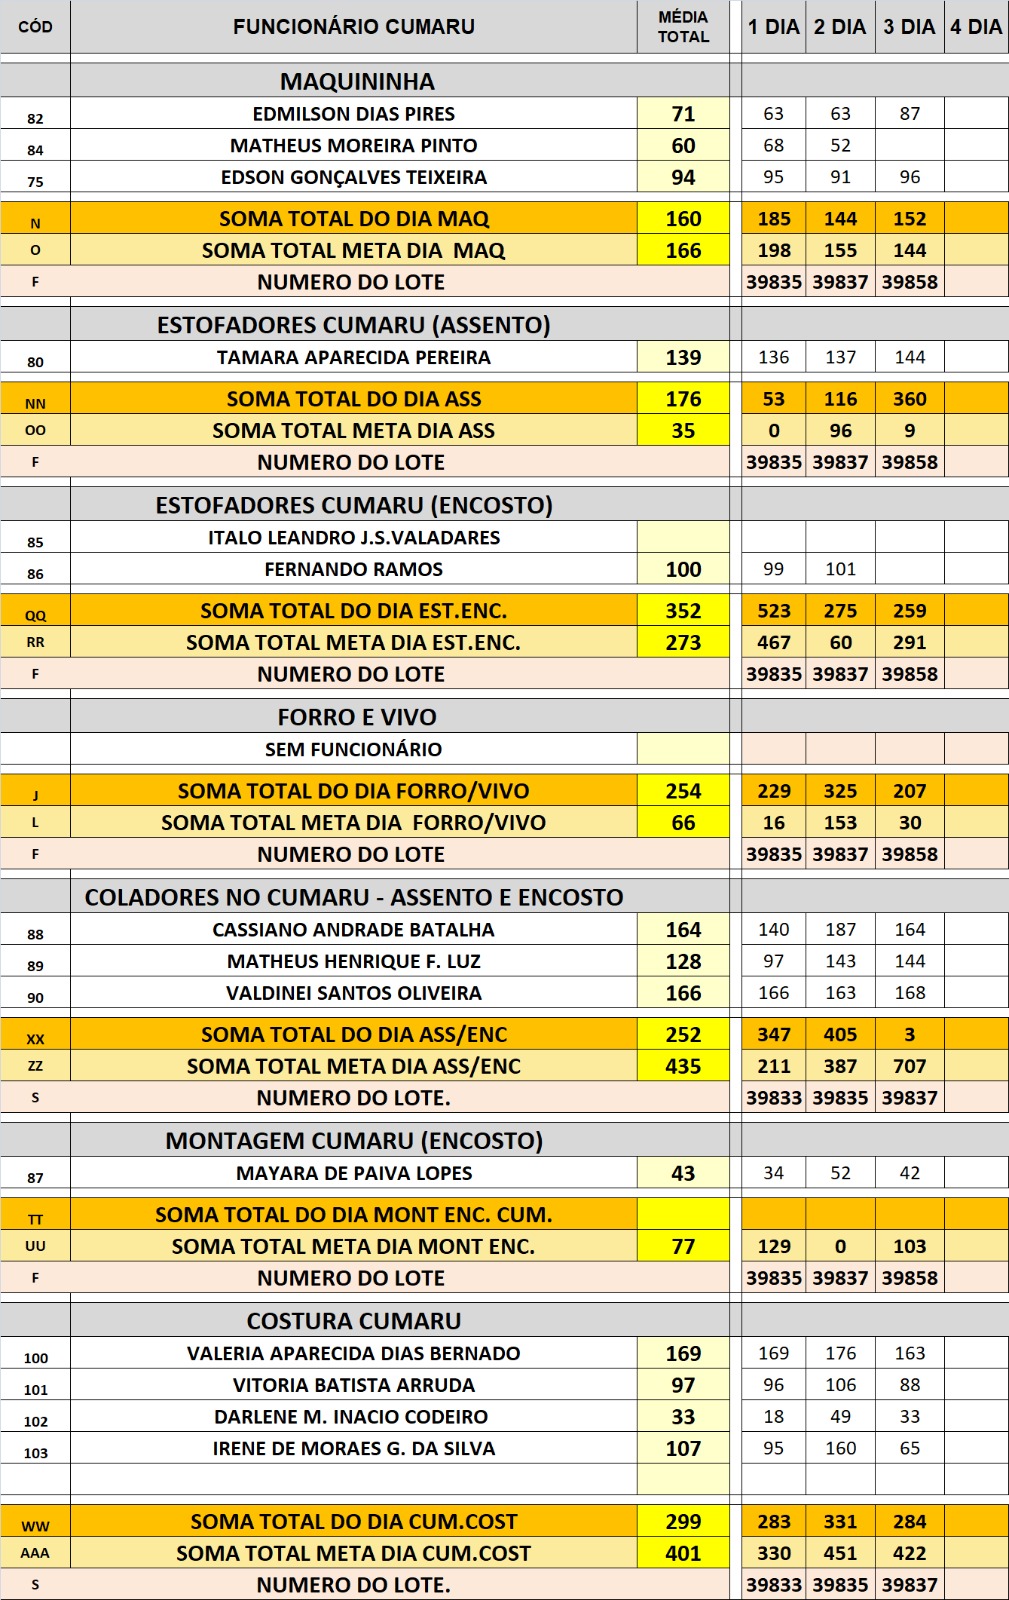 CÓD FUNCIONÁRIO CUMARU MÉDIA TOTAL 1 DIA 2 DIA 3 DIA 4 DIA
MAQUININHA
82 EDMILSON DIAS PIRES 71 63 63 87
84 MATHEUS MOREIRA PINTO 60 68 52
75 EDSON GONÇALVES TEIXEIRA 94 95 91 96
N SOMA TOTAL DO DIA MAQ 160 185 144 152
O SOMA TOTAL META DIA MAQ 166 198 155 144
F NUMERO DO LOTE 39835 39837 39858
ESTOFADORES CUMARU (ASSENTO)
80 TAMARA APARECIDA PEREIRA 139 136 137 144
NN SOMA TOTAL DO DIA ASS 176 53 116 360
OO SOMA TOTAL META DIA ASS 35 0 96 9
F NUMERO DO LOTE 39835 39837 39858
ESTOFADORES CUMARU (ENCOSTO)
85 ITALO LEANDRO J.S.VALADARES
86 FERNANDO RAMOS 100 99 101
QQ SOMA TOTAL DO DIA EST.ENC. 352 523 275 259
RR SOMA TOTAL META DIA EST.ENC. 273 467 60 291
F NUMERO DO LOTE 39835 39837 39858
FORRO E VIVO
SEM FUNCIONÁRIO
J SOMA TOTAL DO DIA FORRO/VIVO 254 229 325 207
L SOMA TOTAL META DIA FORRO/VIVO 66 16 153 30
F NUMERO DO LOTE 39835 39837 39858
COLADORES NO CUMARU - ASSENTO E ENCOSTO
88 CASSIANO ANDRADE BATALHA 164 140 187 164
89 MATHEUS HENRIQUE F. LUZ 128 97 143 144
90 VALDINEI SANTOS OLIVEIRA 166 166 163 168
XX SOMA TOTAL DO DIA ASS/ENC 252 347 405 3
ZZ SOMA TOTAL META DIA ASS/ENC 435 211 387 707
S NUMERO DO LOTE. 39833 39835 39837
MONTAGEM CUMARU (ENCOSTO)
87 MAYARA DE PAIVA LOPES 43 34 52 42
TT SOMA TOTAL DO DIA MONT ENC. CUM.
UU SOMA TOTAL META DIA MONT ENC. 77 129 0 103
F NUMERO DO LOTE 39835 39837 39858
COSTURA CUMARU
100 VALERIA APARECIDA DIAS BERNADO 169 169 176 163
101 VITORIA BATISTA ARRUDA 97 96 106 88
102 DARLENE M. INACIO CODEIRO 33 18 49 33
103 IRENE DE MORAES G. DA SILVA 107 95 160 65
WW SOMA TOTAL DO DIA CUM.COST 299 283 331 284
AAA SOMA TOTAL META DIA CUM.COST 401 330 451 422
S NUMERO DO LOTE. 39833 39835 39837